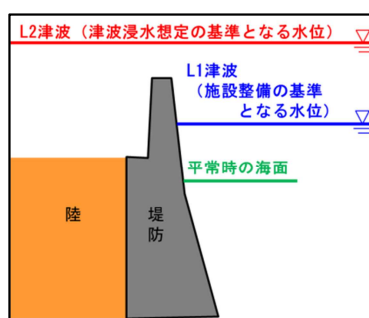 L2津波（津波浸水想定の基準となる水位）
L1津波
（施設整備の基準
となる水位）
平常時の海面
陸
堤防